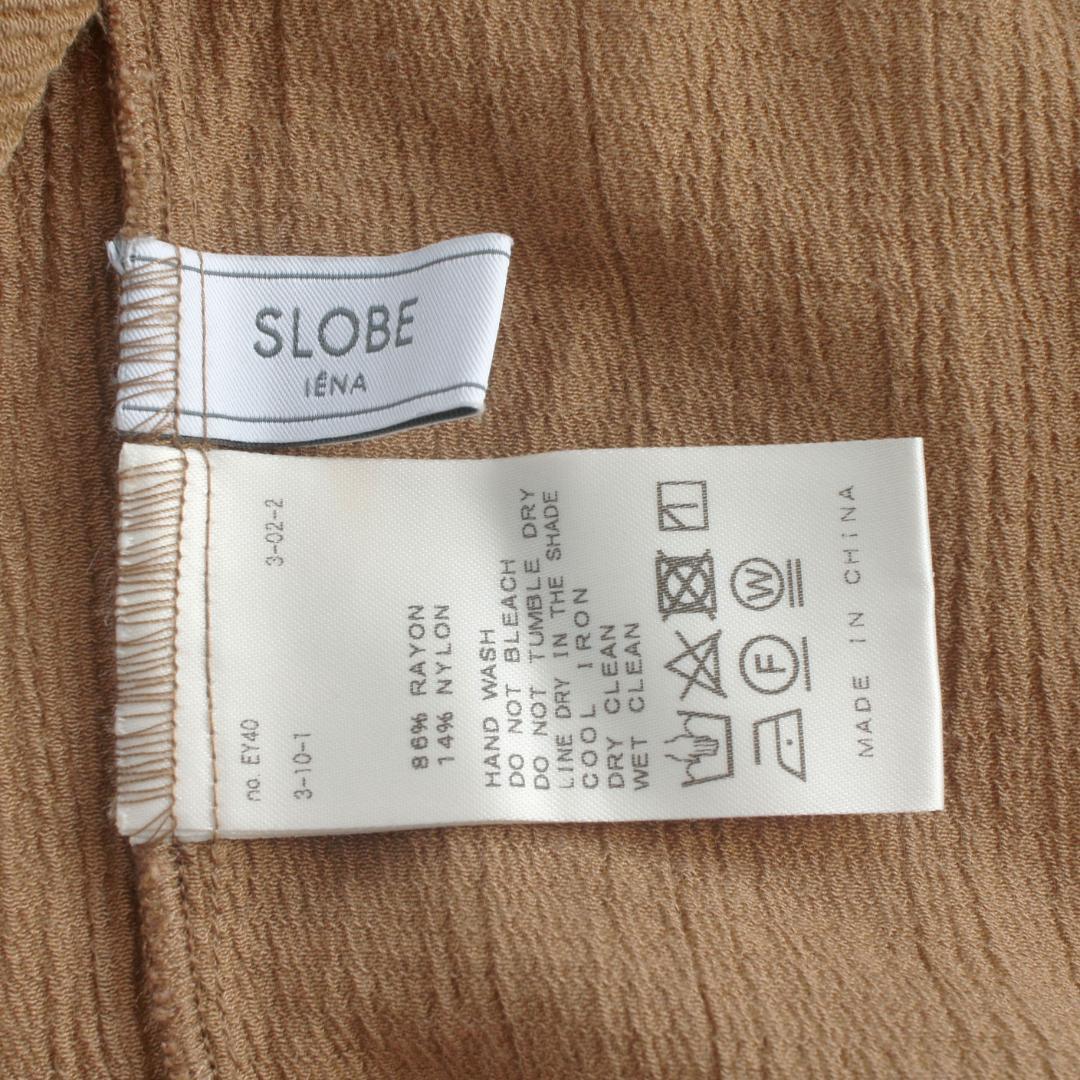 SLOBE
IÉNA
no. EY40
3-02-2
3-10-1
86% RAYON
14% NYLON
HAND WASH
DO NOT BLEACH
DO NOT TUMBLE DRY
LINE DRY IN THE SHADE
COOL IRON
DRY CLEAN
WET CLEAN
F
W
MADE IN CHiNA